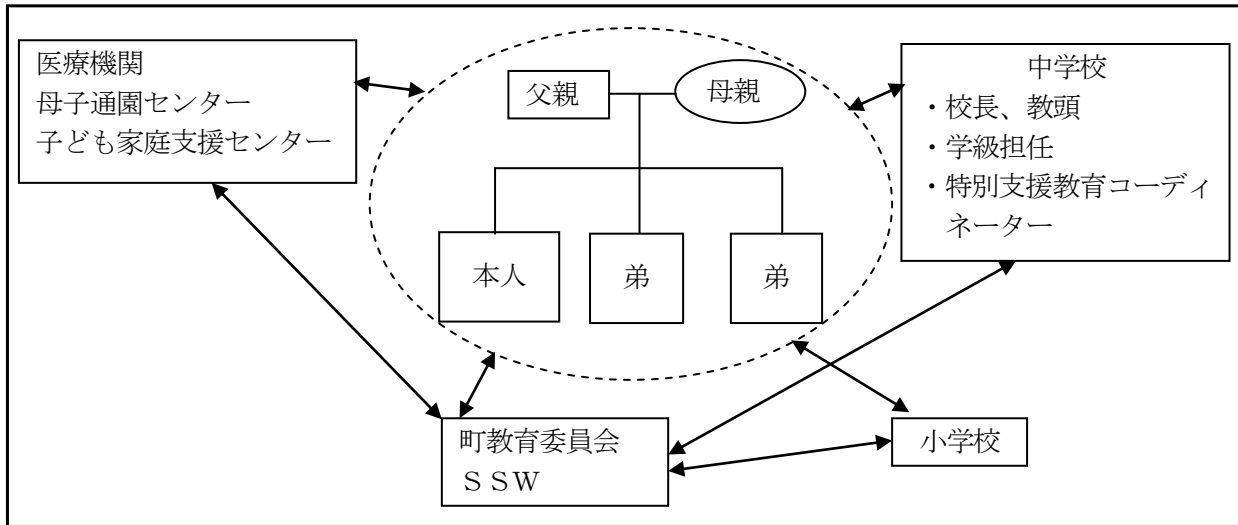 医療機関
母子通園センター
子ども家庭支援センター
父親
母親
中学校
・校長、教頭
・学級担任
・特別支援教育コーディ
ネーター
本人
弟
弟
町教育委員会
ＳＳＷ
小学校